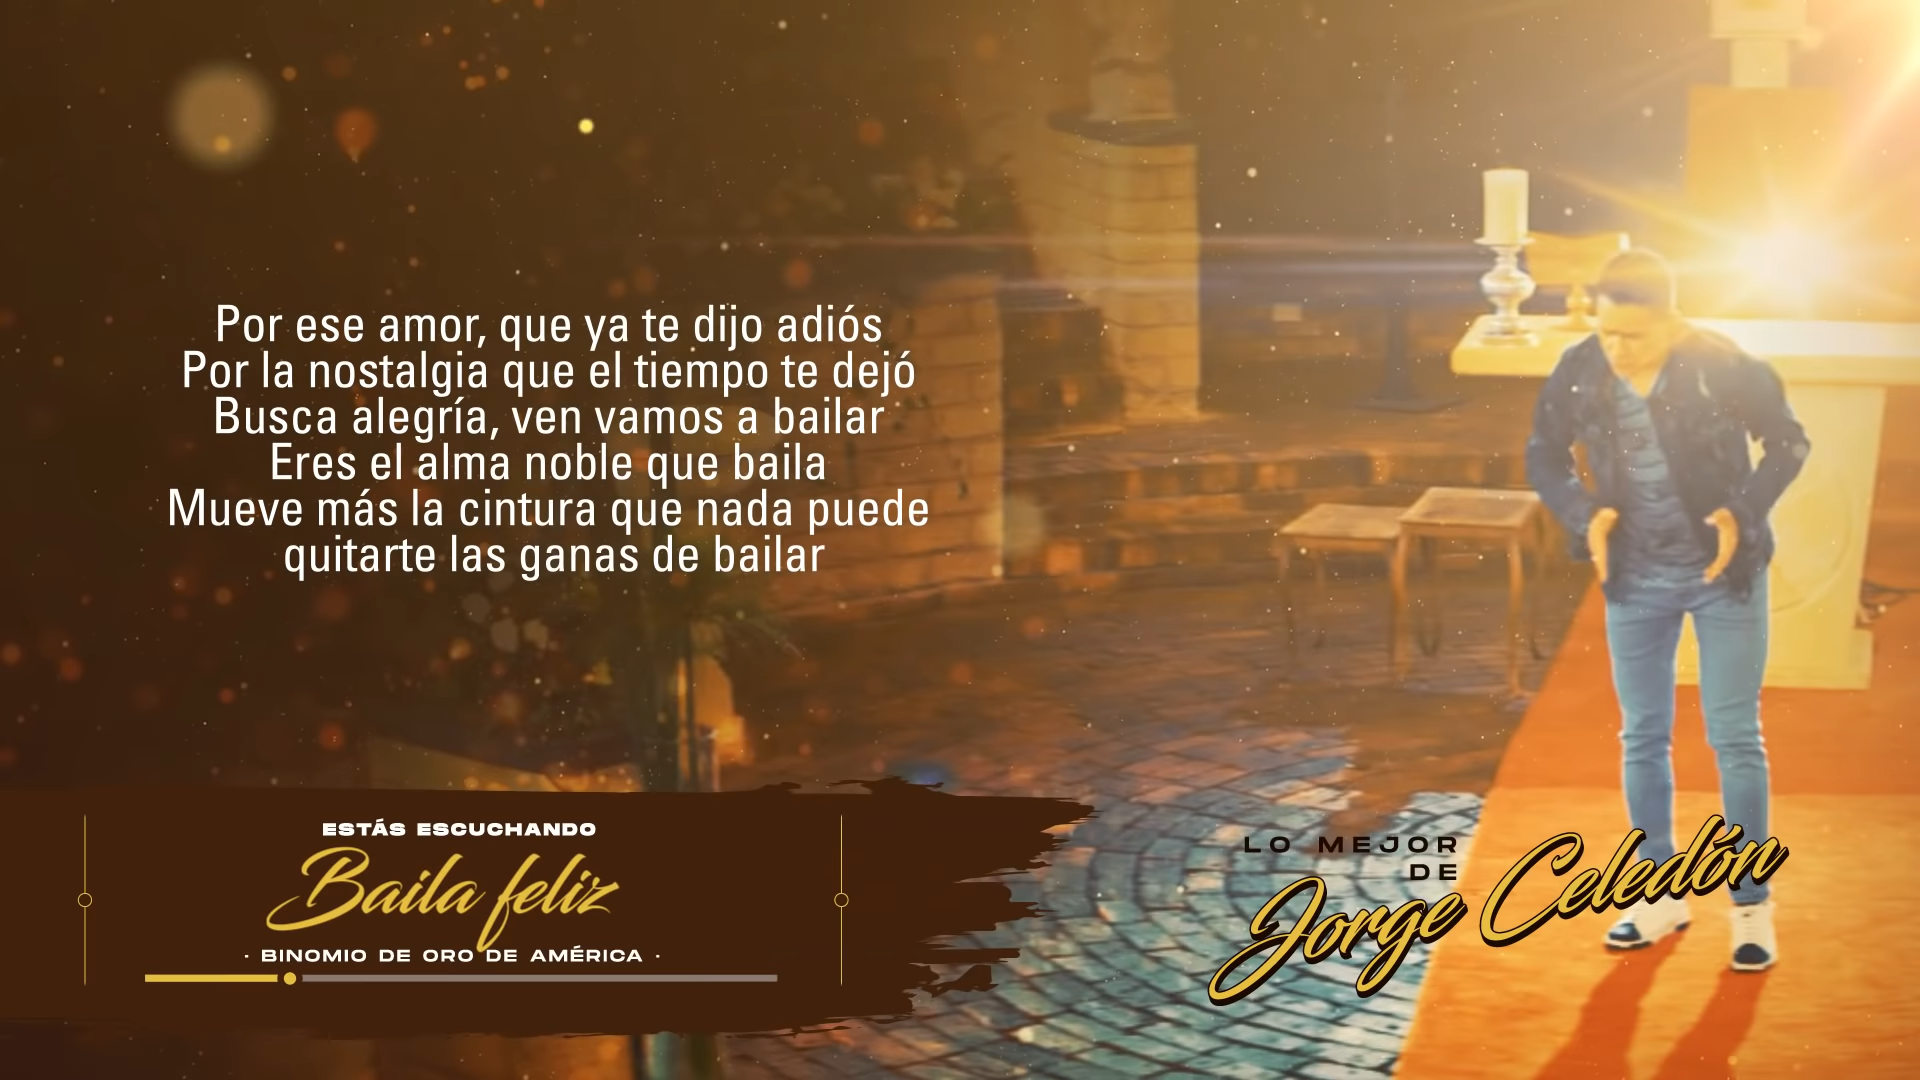 Por ese amor, que ya te dijo adiós
Por la nostalgia que el tiempo te dejó
Busca alegría, ven vamos a bailar
Eres el alma noble que baila
Mueve más la cintura que nada puede
quitarte las ganas de bailar
ESTÁS ESCUCHANDO
Baila feliz
· BINOMIO DE ORO DE AMÉRICA ·
LO MEJOR
DE
Jorge Celedón